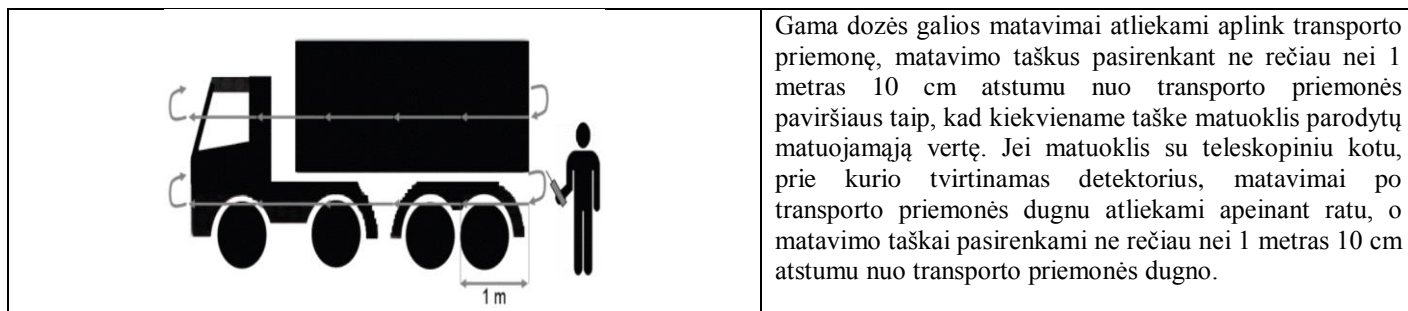 Gama dozės galios matavimai atliekami aplink transporto
priemonę, matavimo taškus pasirenkant ne rečiau nei 1
metras 10 cm atstumu nuo transporto priemonės
paviršiaus taip, kad kiekviename taške matuoklis parodytų
matuojamąją vertę. Jei matuoklis su teleskopiniu kotu,
prie kurio tvirtinamas detektorius, matavimai po
transporto priemonės dugnu atliekami apeinant ratu, o
matavimo taškai pasirenkami ne rečiau nei 1 metras 10 cm
atstumu nuo transporto priemonės dugno.
1 m